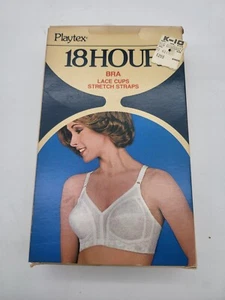 Playtex®
18 HOUR
BRA
LACE CUPS
STRETCH STRAPS